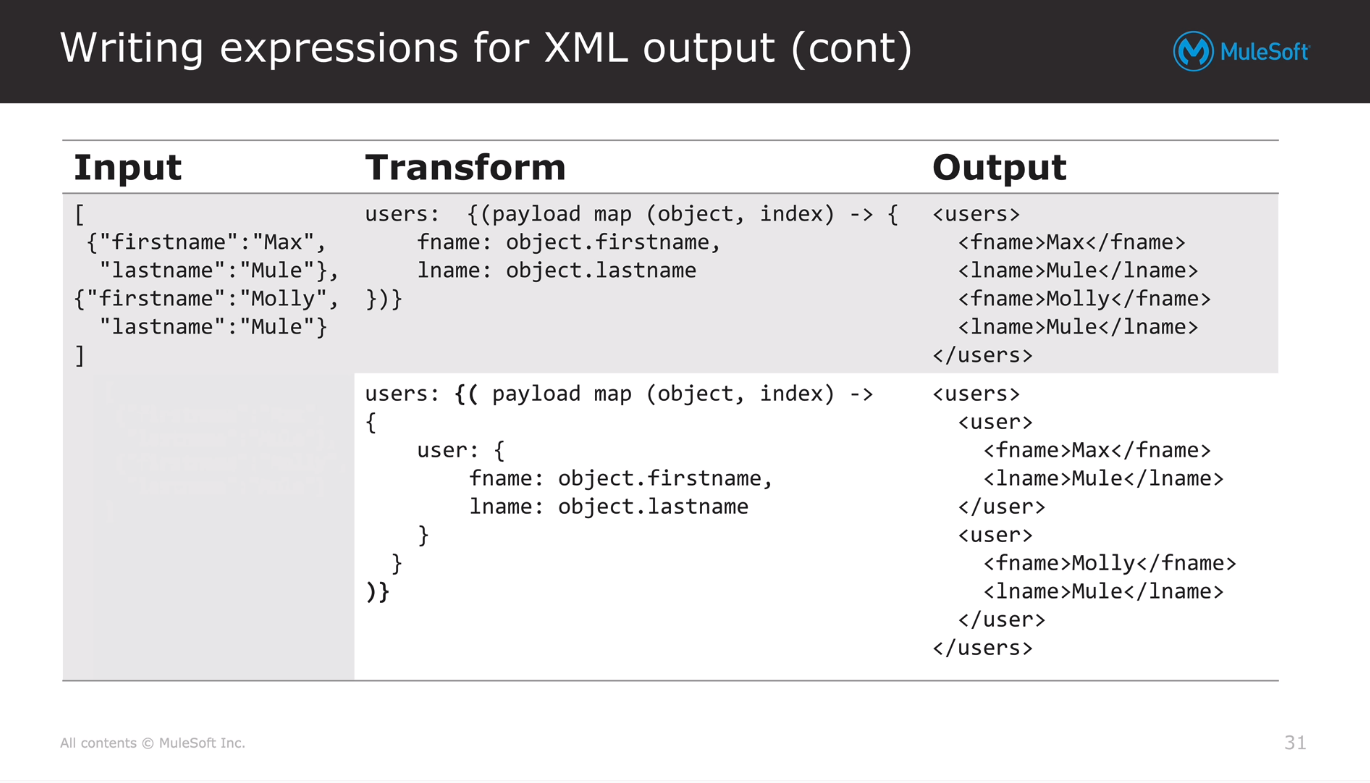 Writing expressions for XML output (cont)
MuleSoft
Input
Transform
Output
[
 {"firstname":"Max",
  "lastname":"Mule"},
{"firstname":"Molly",
  "lastname":"Mule"}
]
users:  {(payload map (object, index) -> {
    fname: object.firstname,
    lname: object.lastname
})}
<users>
  <fname>Max</fname>
  <lname>Mule</lname>
  <fname>Molly</fname>
  <lname>Mule</lname>
</users>
users: {( payload map (object, index) ->
{
    user: {
        fname: object.firstname,
        lname: object.lastname
    }
  }
)}
<users>
  <user>
    <fname>Max</fname>
    <lname>Mule</lname>
  </user>
  <user>
    <fname>Molly</fname>
    <lname>Mule</lname>
  </user>
</users>
All contents © MuleSoft Inc.
31